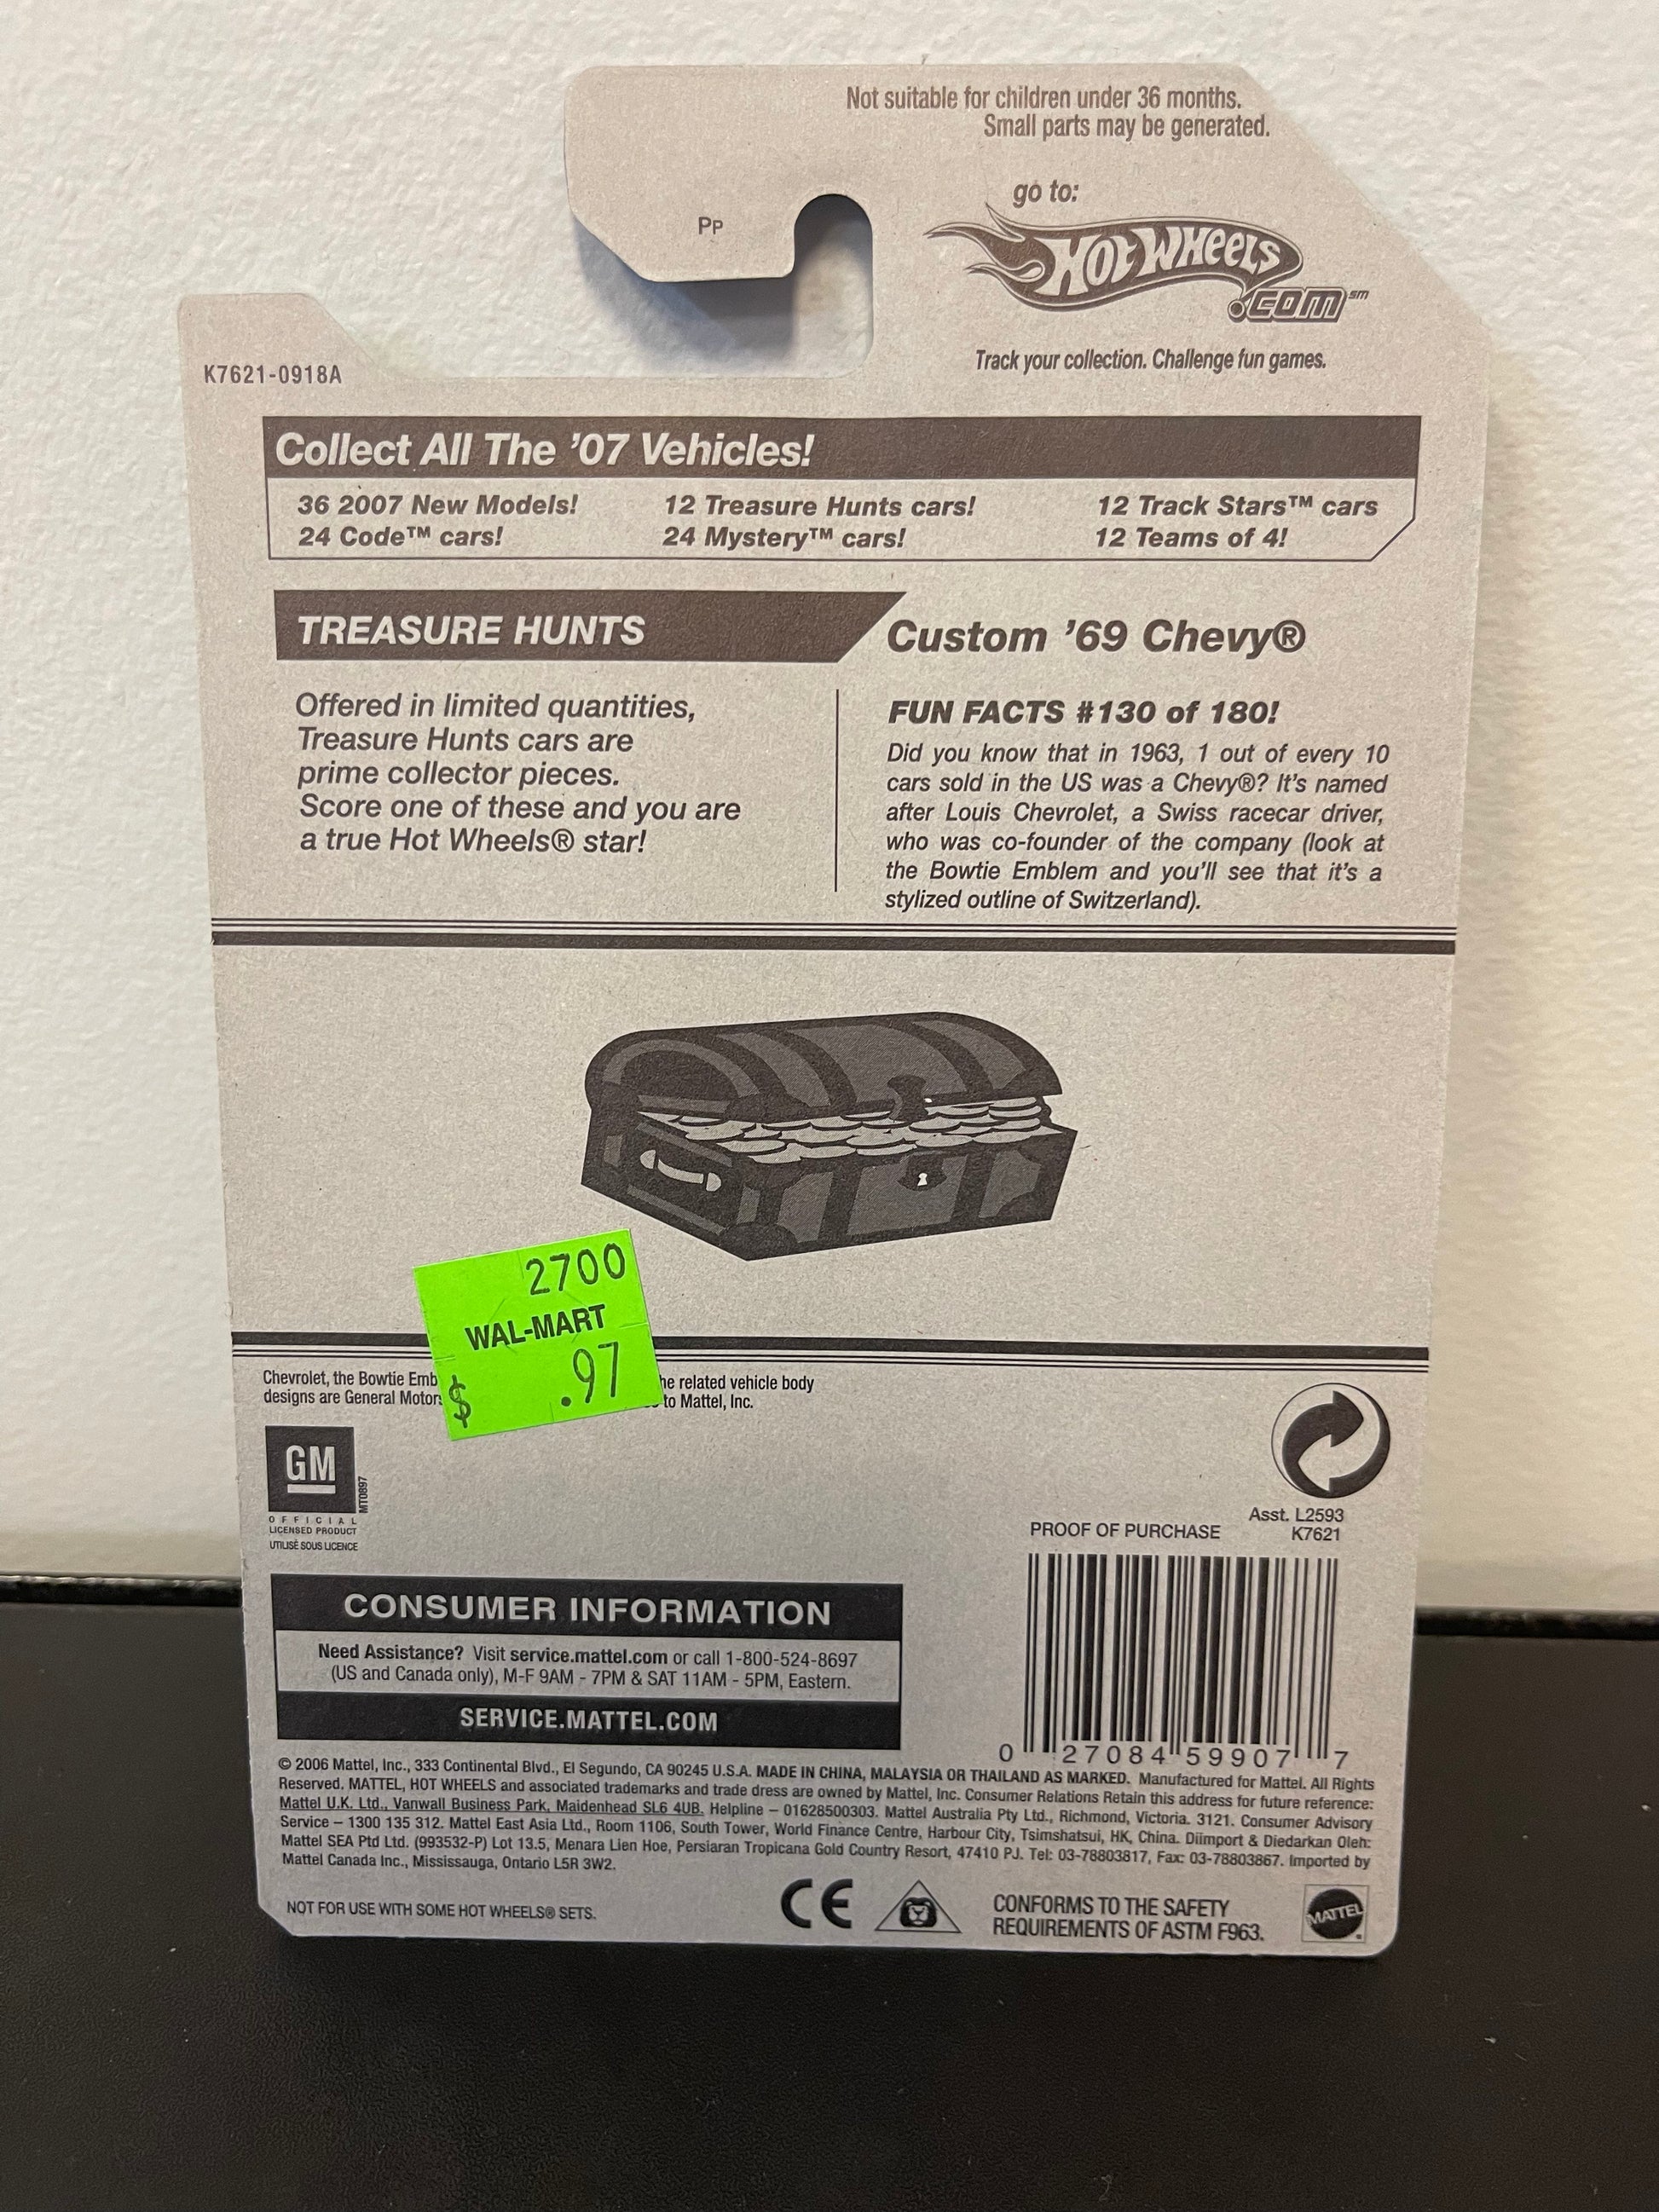 Not suitable for children under 36 months.
Small parts may be generated.
go to:
Pp
HOT WHEELS
.COM℠
Track your collection. Challenge fun games.
K7621-0918A
Collect All The ’07 Vehicles!
36 2007 New Models!
12 Treasure Hunts cars!
12 Track Stars™ cars
24 Code™ cars!
24 Mystery™ cars!
12 Teams of 4!
TREASURE HUNTS
Offered in limited quantities,
Treasure Hunts cars are
prime collector pieces.
Score one of these and you are
a true Hot Wheels® star!
Custom ’69 Chevy®
FUN FACTS #130 of 180!
Did you know that in 1963, 1 out of every 10
cars sold in the US was a Chevy®? It’s named
after Louis Chevrolet, a Swiss racecar driver,
who was co-founder of the company (look at
the Bowtie Emblem and you’ll see that it’s a
stylized outline of Switzerland).
2700
WAL-MART
$ .97
Chevrolet, the Bowtie related vehicle body
designs are General to Mattel, Inc.
GM
MT0897
OFFICIAL
LICENSED PRODUCT
UTILISÉ SOUS LICENCE
Asst. L2593
PROOF OF PURCHASE K7621
0 27084 59907 7
CONSUMER INFORMATION
Need Assistance? Visit service.mattel.com or call 1-800-524-8697
(US and Canada only), M-F 9AM - 7PM & SAT 11AM - 5PM, Eastern.
SERVICE.MATTEL.COM
© 2006 Mattel, Inc., 333 Continental Blvd., El Segundo, CA 90245 U.S.A. MADE IN CHINA, MALAYSIA OR THAILAND AS MARKED. Manufactured for Mattel. All Rights
Reserved. MATTEL, HOT WHEELS and associated trademarks and trade dress are owned by Mattel, Inc. Consumer Relations Retain this address for future reference:
Mattel U.K. Ltd., Vanwall Business Park, Maidenhead SL6 4UB. Helpline – 01628500303. Mattel Australia Pty Ltd., Richmond, Victoria. 3121. Consumer Advisory
Service – 1300 135 312. Mattel East Asia Ltd., Room 1106, South Tower, World Finance Centre, Harbour City, Tsimshatsui, HK, China. Diimport & Diedarkan Oleh:
Mattel SEA Ptd Ltd. (993532-P) Lot 13.5, Menara Lien Hoe, Persiaran Tropicana Gold Country Resort, 47410 PJ. Tel: 03-78803817, Fax: 03-78803867. Imported by
Mattel Canada Inc., Mississauga, Ontario L5R 3W2.
NOT FOR USE WITH SOME HOT WHEELS® SETS.
CE
CONFORMS TO THE SAFETY
REQUIREMENTS OF ASTM F963.
MATTEL